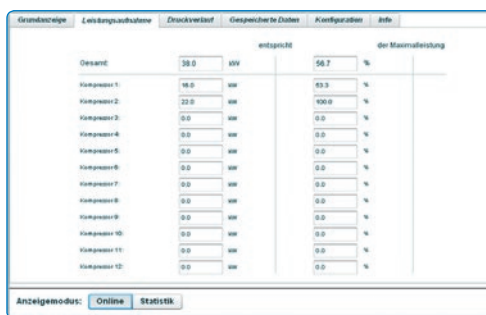 Grundanzeige Leistungsaufnahme Druckverlauf Gespeicherte Daten Konfiguration Info
entspricht der Maximalleistung
Gesamt: 38.0 kW 56.7 %
Kompressor 1: 16.0 kW 53.3 %
Kompressor 2: 22.0 kW 100.0 %
Kompressor 3: 0.0 kW 0.0 %
Kompressor 4: 0.0 kW 0.0 %
Kompressor 5: 0.0 kW 0.0 %
Kompressor 6: 0.0 kW 0.0 %
Kompressor 7: 0.0 kW 0.0 %
Kompressor 8: 0.0 kW 0.0 %
Kompressor 9: 0.0 kW 0.0 %
Kompressor 10: 0.0 kW 0.0 %
Kompressor 11: 0.0 kW 0.0 %
Kompressor 12: 0.0 kW 0.0 %
Anzeigemodus: Online Statistik